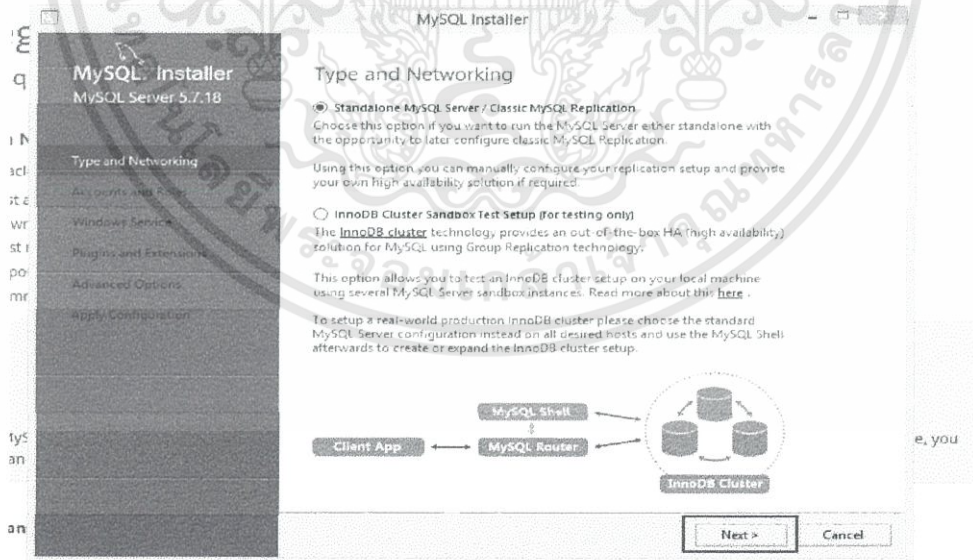 MySQL Installer
MySQL. Installer
MySQL Server 5.7.18
Type and Networking
Accounts and Roles
Windows Service
Plugins and Extensions
Advanced Options
Apply Configuration
Type and Networking
Standalone MySQL Server / Classic MySQL Replication
Choose this option if you want to run the MySQL Server either standalone with
the opportunity to later configure classic MySQL Replication.
Using this option you can manually configure your replication setup and provide
your own high availability solution if required.
InnoDB Cluster Sandbox Test Setup (for testing only)
The InnoDB cluster technology provides an out-of-the-box HA (high availability)
solution for MySQL using Group Replication technology.
This option allows you to test an InnoDB cluster setup on your local machine
using several MySQL Server sandbox instances. Read more about this here .
To setup a real-world production InnoDB cluster please choose the standard
MySQL Server configuration instead on all desired hosts and use the MySQL Shell
afterwards to create or expand the InnoDB cluster setup.
MySQL Shell
Client App
MySQL Router
InnoDB Cluster
e, you
Next >
Cancel